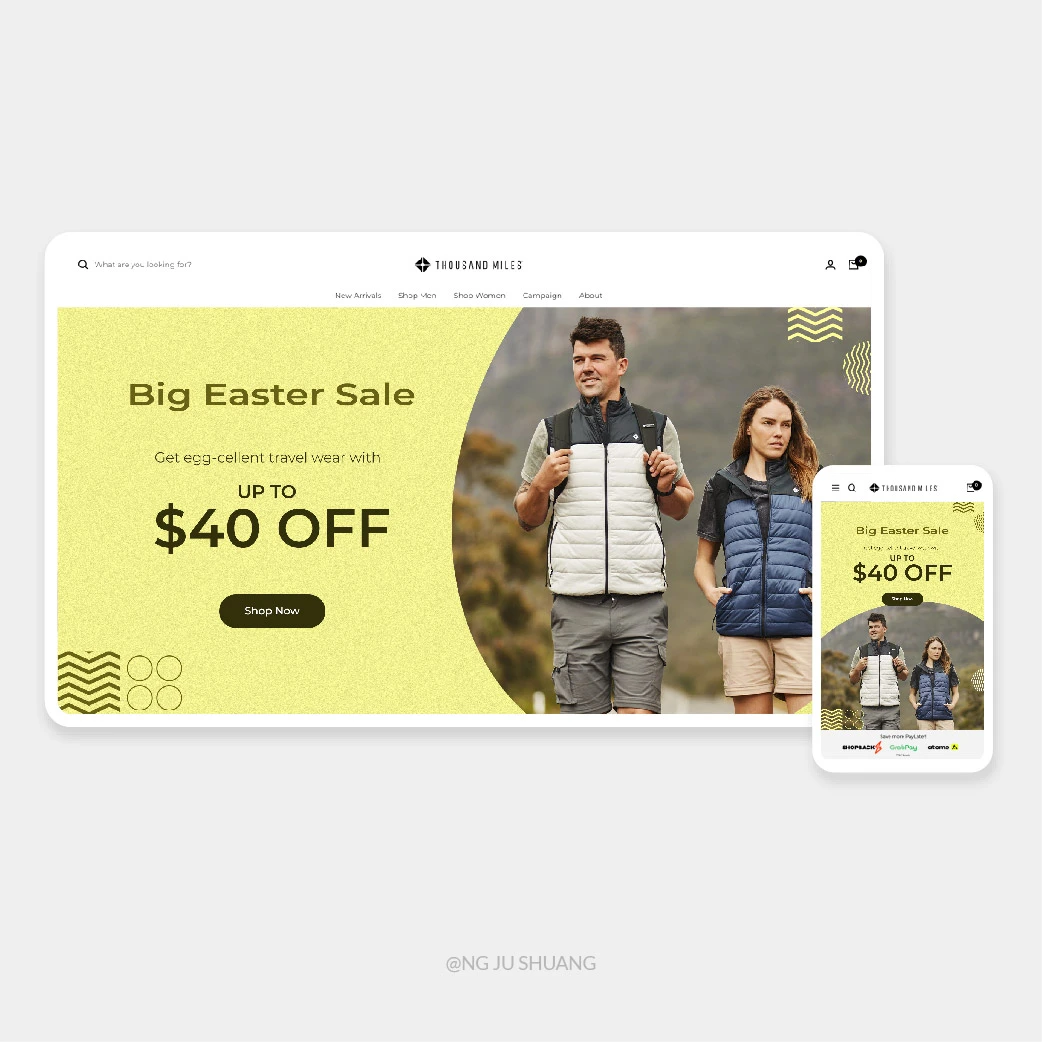 What are you looking for?
THOUSAND MILES
0
New Arrivals Shop Men Shop Women Campaign About
Big Easter Sale
Get egg-cellent travel wear with
UP TO
$40 OFF
Shop Now
THOUSAND MILES
0
Big Easter Sale
UP TO
$40 OFF
Shop Now
Save more PayLater!
SHOPBACK GrabPay atome A
@NG JU SHUANG